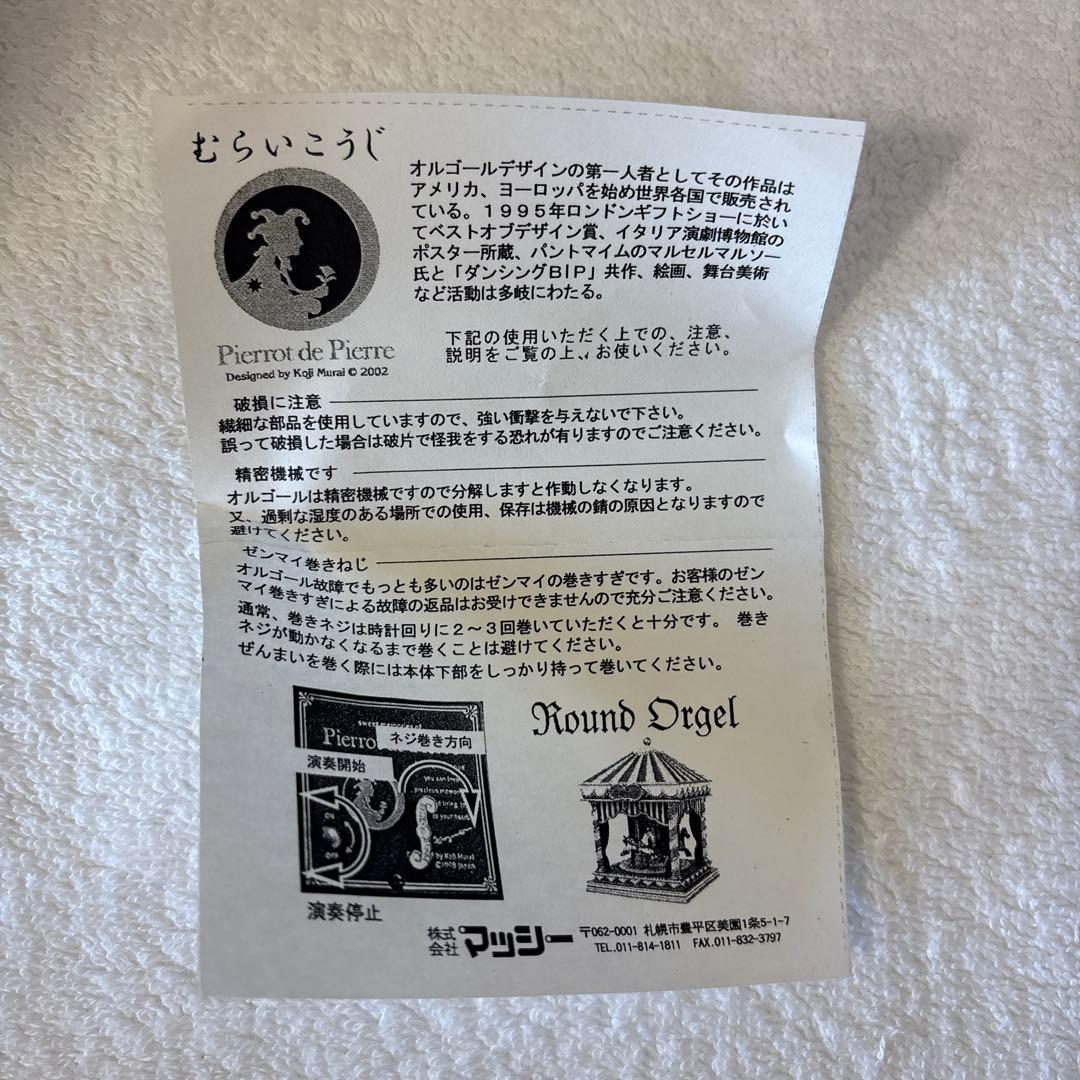 むらいこうじ
オルゴールデザインの第一人者としてその作品は
アメリカ、ヨーロッパを始め世界各国で販売され
ている。１９９５年ロンドンギフトショーに於い
てベストオブデザイン賞、イタリア演劇博物館の
ポスター所蔵、パントマイムのマルセルマルソー
氏と「ダンシングＢＩＰ」共作、絵画、舞台美術
など活動は多岐にわたる。
Pierrot de Pierre
Designed by Koji Murai © 2002
下記の使用いただく上での、注意、
説明をご覧の上、お使いください。
破損に注意
繊細な部品を使用していますので、強い衝撃を与えないで下さい。
誤って破損した場合は破片で怪我をする恐れが有りますのでご注意ください。
精密機械です
オルゴールは精密機械ですので分解しますと作動しなくなります。
又、過剰な湿度のある場所での使用、保存は機械の錆の原因となりますので
避けてください。
ゼンマイ巻きねじ
オルゴール故障でもっとも多いのはゼンマイの巻きすぎです。お客様のゼン
マイ巻きすぎによる故障の返品はお受けできませんので充分ご注意ください。
通常、巻きネジは時計回りに２～３回巻いていただくと十分です。 巻き
ネジが動かなくなるまで巻くことは避けてください。
ぜんまいを巻く際には本体下部をしっかり持って巻いてください。
Pierro
ネジ巻き方向
演奏開始
you can
precious memor
to your heart
ON
OFF
by Koji Murai
©1998 Japan
演奏停止
Round Orgel
株式会社 マッシー
〒062-0001 札幌市豊平区美園1条5-1-7
TEL.011-814-1811 FAX.011-832-3797